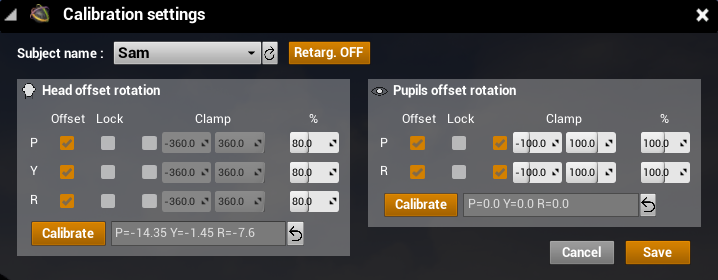 Calibration settings
Subject name : Sam Retarg. OFF
Head offset rotation
Offset Lock Clamp %
P -360.0 360.0 80.0
Y -360.0 360.0 80.0
R -360.0 360.0 80.0
Calibrate P=-14.35 Y=-1.45 R=-7.6
Pupils offset rotation
Offset Lock Clamp %
P -100.0 100.0 100.0
R -100.0 100.0 100.0
Calibrate P=0.0 Y=0.0 R=0.0
Cancel Save